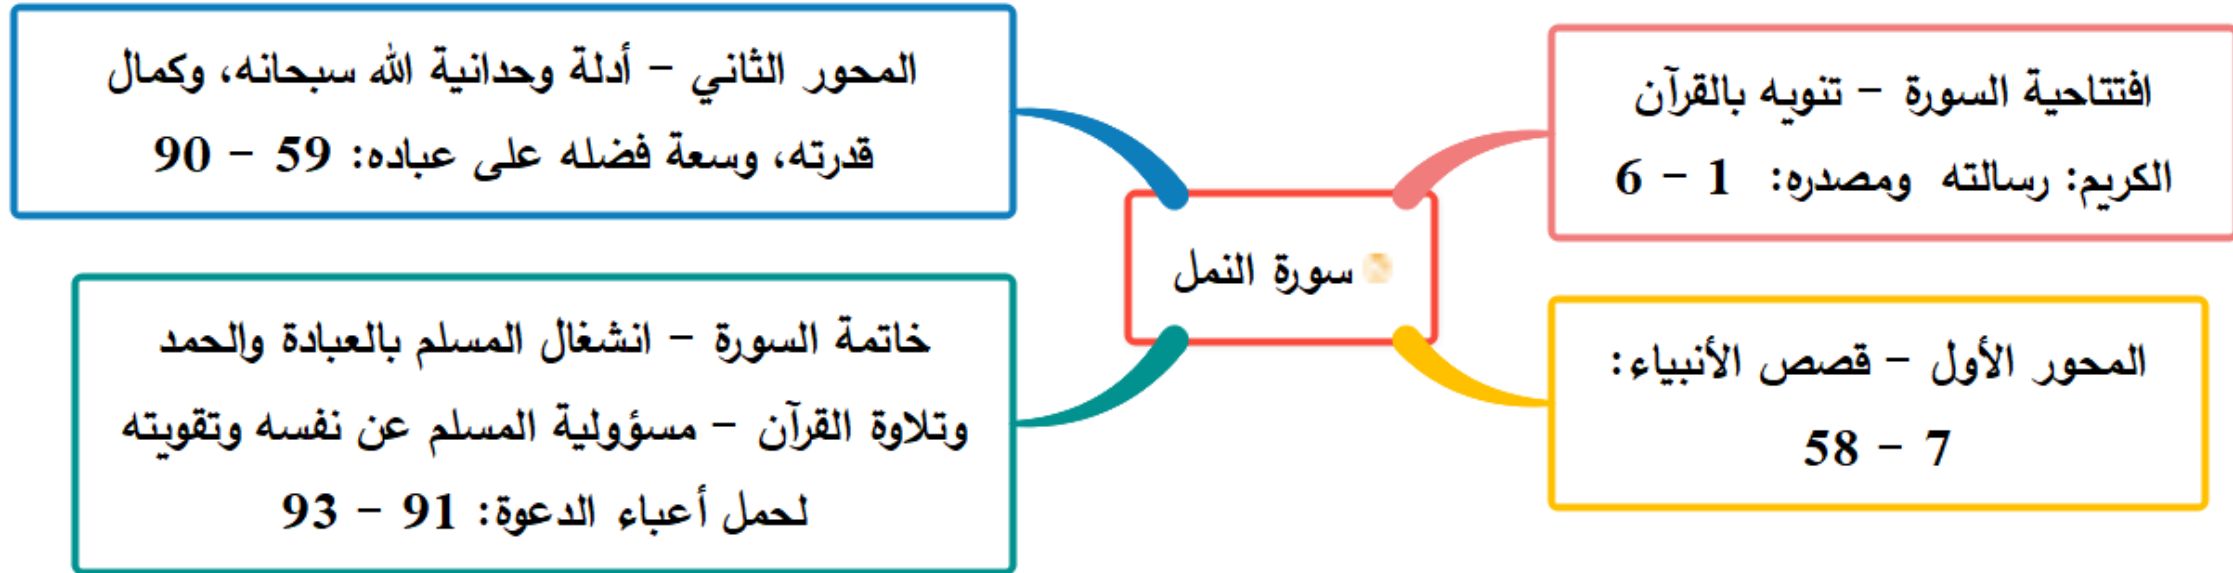 سورة النمل
افتتاحية السورة – تنويه بالقرآن
الكريم: رسالته ومصدره: 1 – 6
المحور الأول – قصص الأنبياء:
7 – 58
المحور الثاني – أدلة وحدانية الله سبحانه، وكمال
قدرته، وسعة فضله على عباده: 59 – 90
خاتمة السورة – انشغال المسلم بالعبادة والحمد
وتلاوة القرآن – مسؤولية المسلم عن نفسه وتقويته
لحمل أعباء الدعوة: 91 – 93